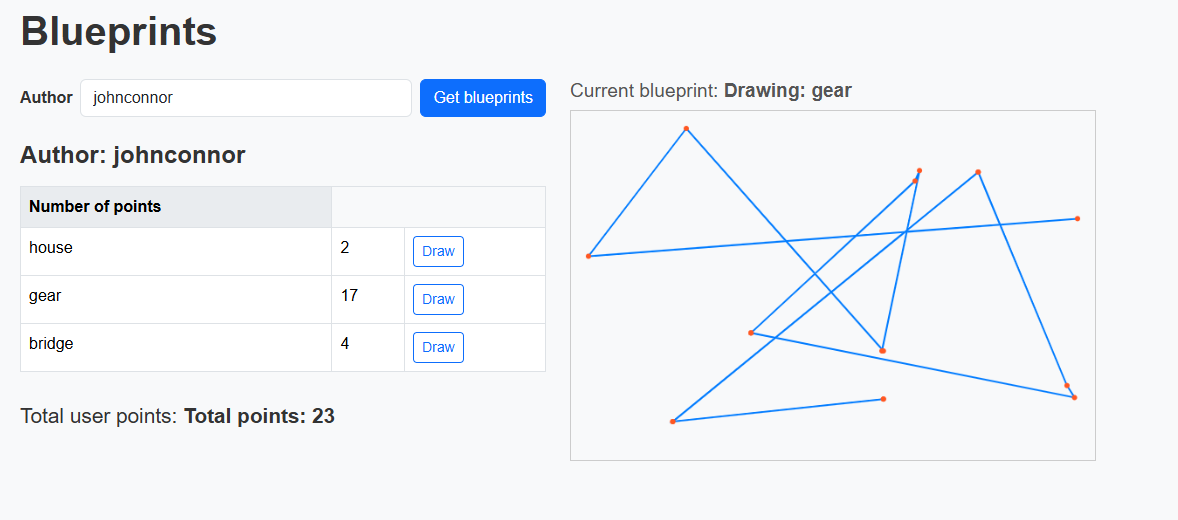 Blueprints
Author johnconnor Get blueprints
Author: johnconnor
Number of points
house 2 Draw
gear 17 Draw
bridge 4 Draw
Total user points: Total points: 23
Current blueprint: Drawing: gear